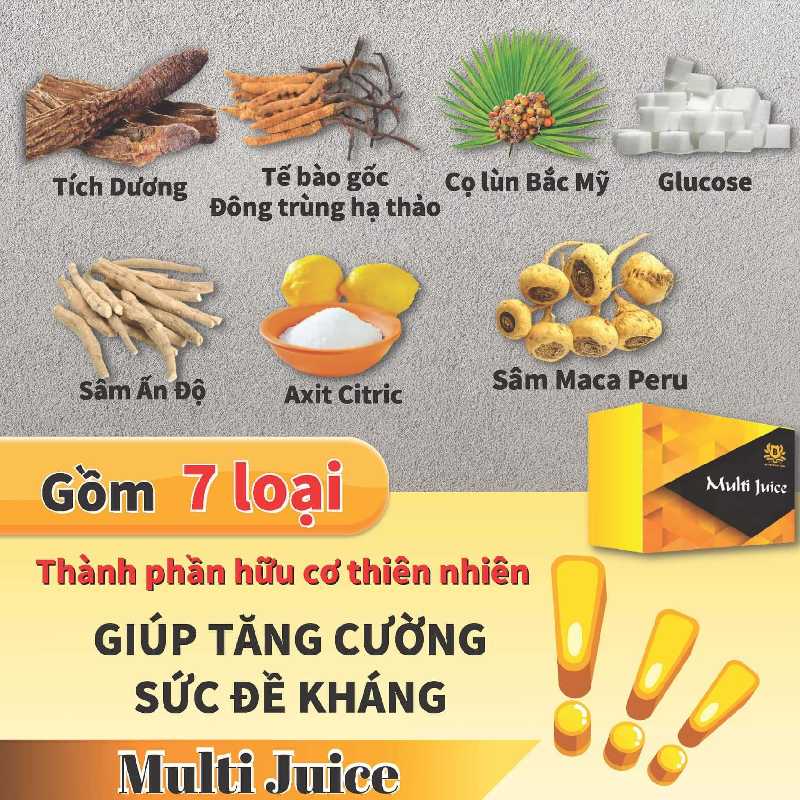 Tích Dương
Tế bào gốc
Đông trùng hạ thảo
Cọ lùn Bắc Mỹ
Glucose
Sâm Ấn Độ
Axit Citric
Sâm Maca Peru
Multi Juice
Gồm 7 loại
Thành phần hữu cơ thiên nhiên
GIÚP TĂNG CƯỜNG
SỨC ĐỀ KHÁNG
Multi Juice